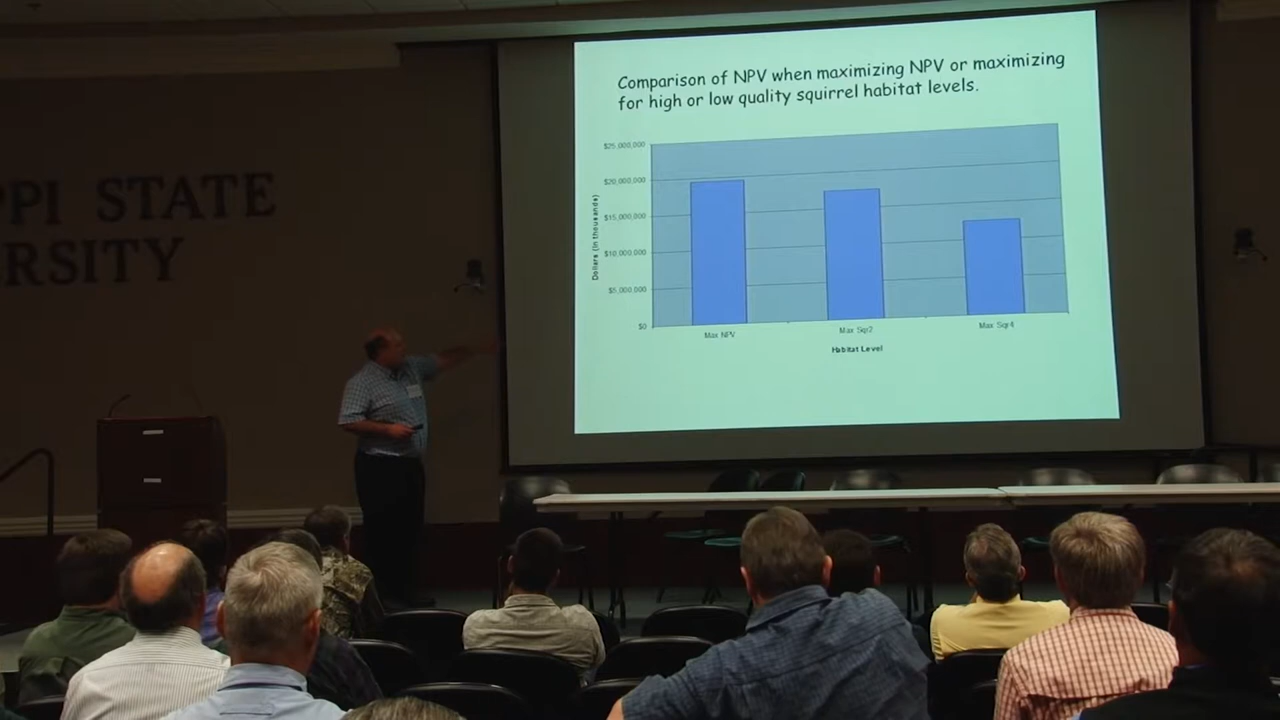 PPI STATE
RSITY
Comparison of NPV when maximizing NPV or maximizing
for high or low quality squirrel habitat levels.
$25,000,000
$20,000,000
$15,000,000
$10,000,000
$5,000,000
$0
Dollars (in thousands)
Max NPV
Max Sqr2
Max Sqr4
Habitat Level